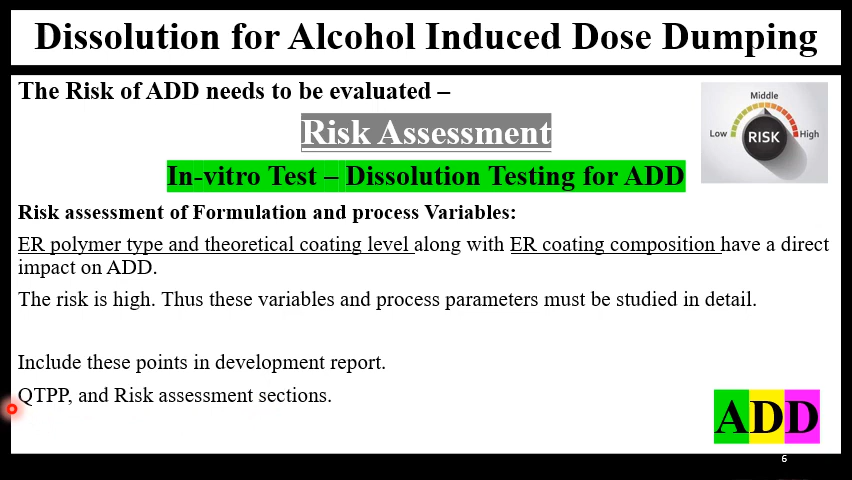 Dissolution for Alcohol Induced Dose Dumping
The Risk of ADD needs to be evaluated –
Middle
Low
RISK
High
Risk Assessment
In-vitro Test – Dissolution Testing for ADD
Risk assessment of Formulation and process Variables:
ER polymer type and theoretical coating level along with ER coating composition have a direct
impact on ADD.
The risk is high. Thus these variables and process parameters must be studied in detail.
Include these points in development report.
QTPP, and Risk assessment sections.
ADD
6